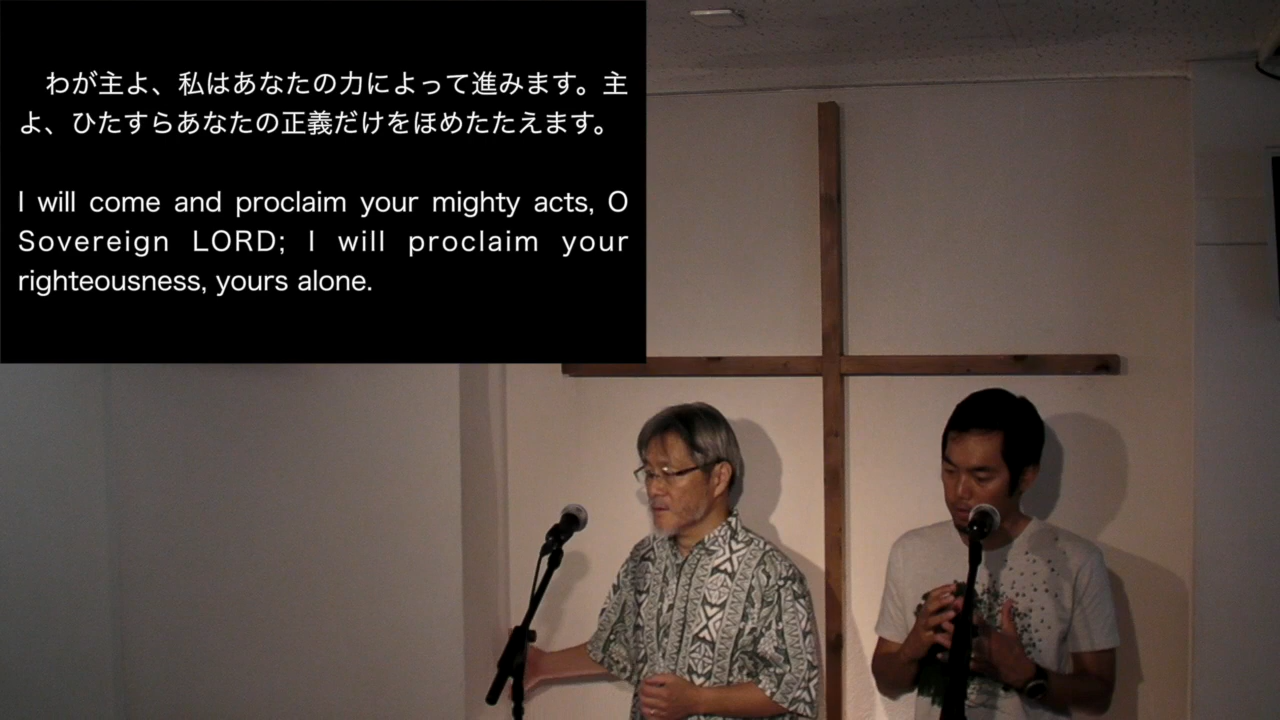 わが主よ、私はあなたの力によって進みます。主
よ、ひたすらあなたの正義だけをほめたたえます。
I will come and proclaim your mighty acts, O
Sovereign LORD; I will proclaim your
righteousness, yours alone.